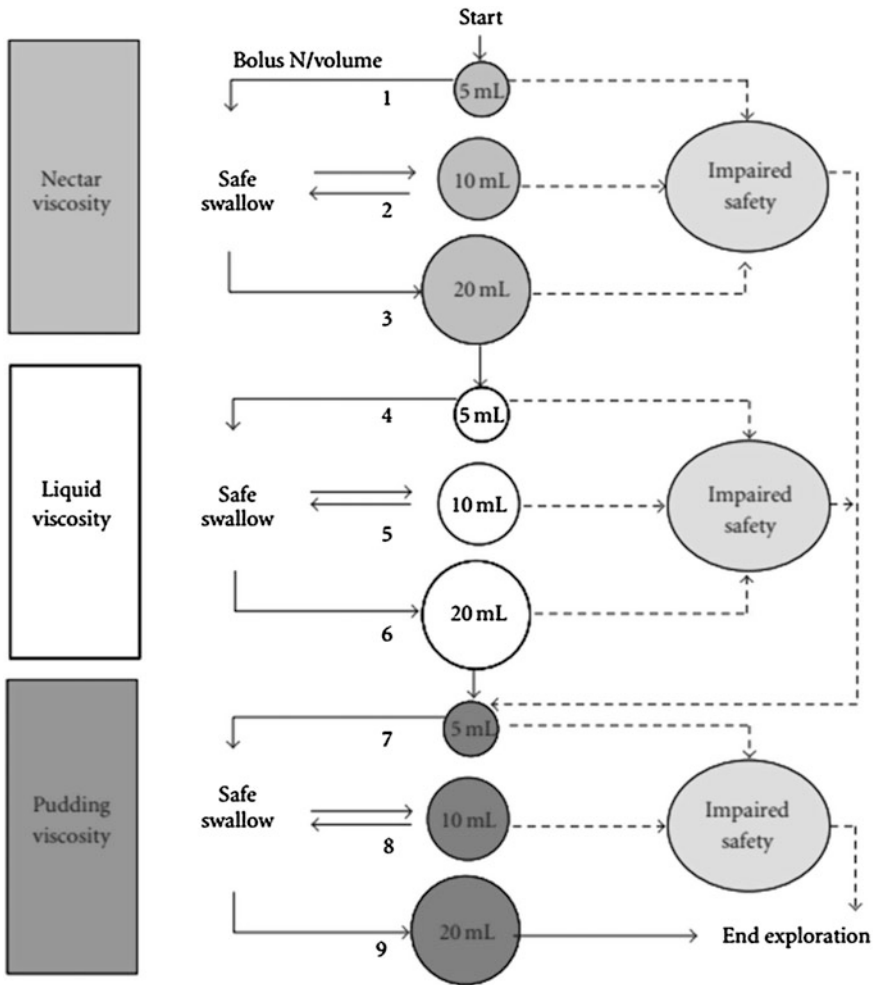 Start
Bolus N/volume
1
5 mL
Nectar
viscosity
Safe
swallow
2
10 mL
Impaired
safety
3
20 mL
4
5 mL
Liquid
viscosity
Safe
swallow
5
10 mL
Impaired
safety
6
20 mL
7
5 mL
Pudding
viscosity
Safe
swallow
8
10 mL
Impaired
safety
9
20 mL
End exploration